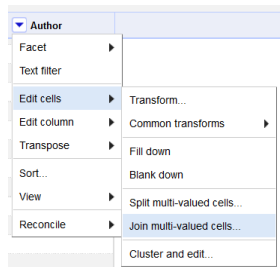 Author
Facet
Text filter
Edit cells
Edit column
Transpose
Sort...
View
Reconcile
Transform...
Common transforms
Fill down
Blank down
Split multi-valued cells...
Join multi-valued cells...
Cluster and edit...